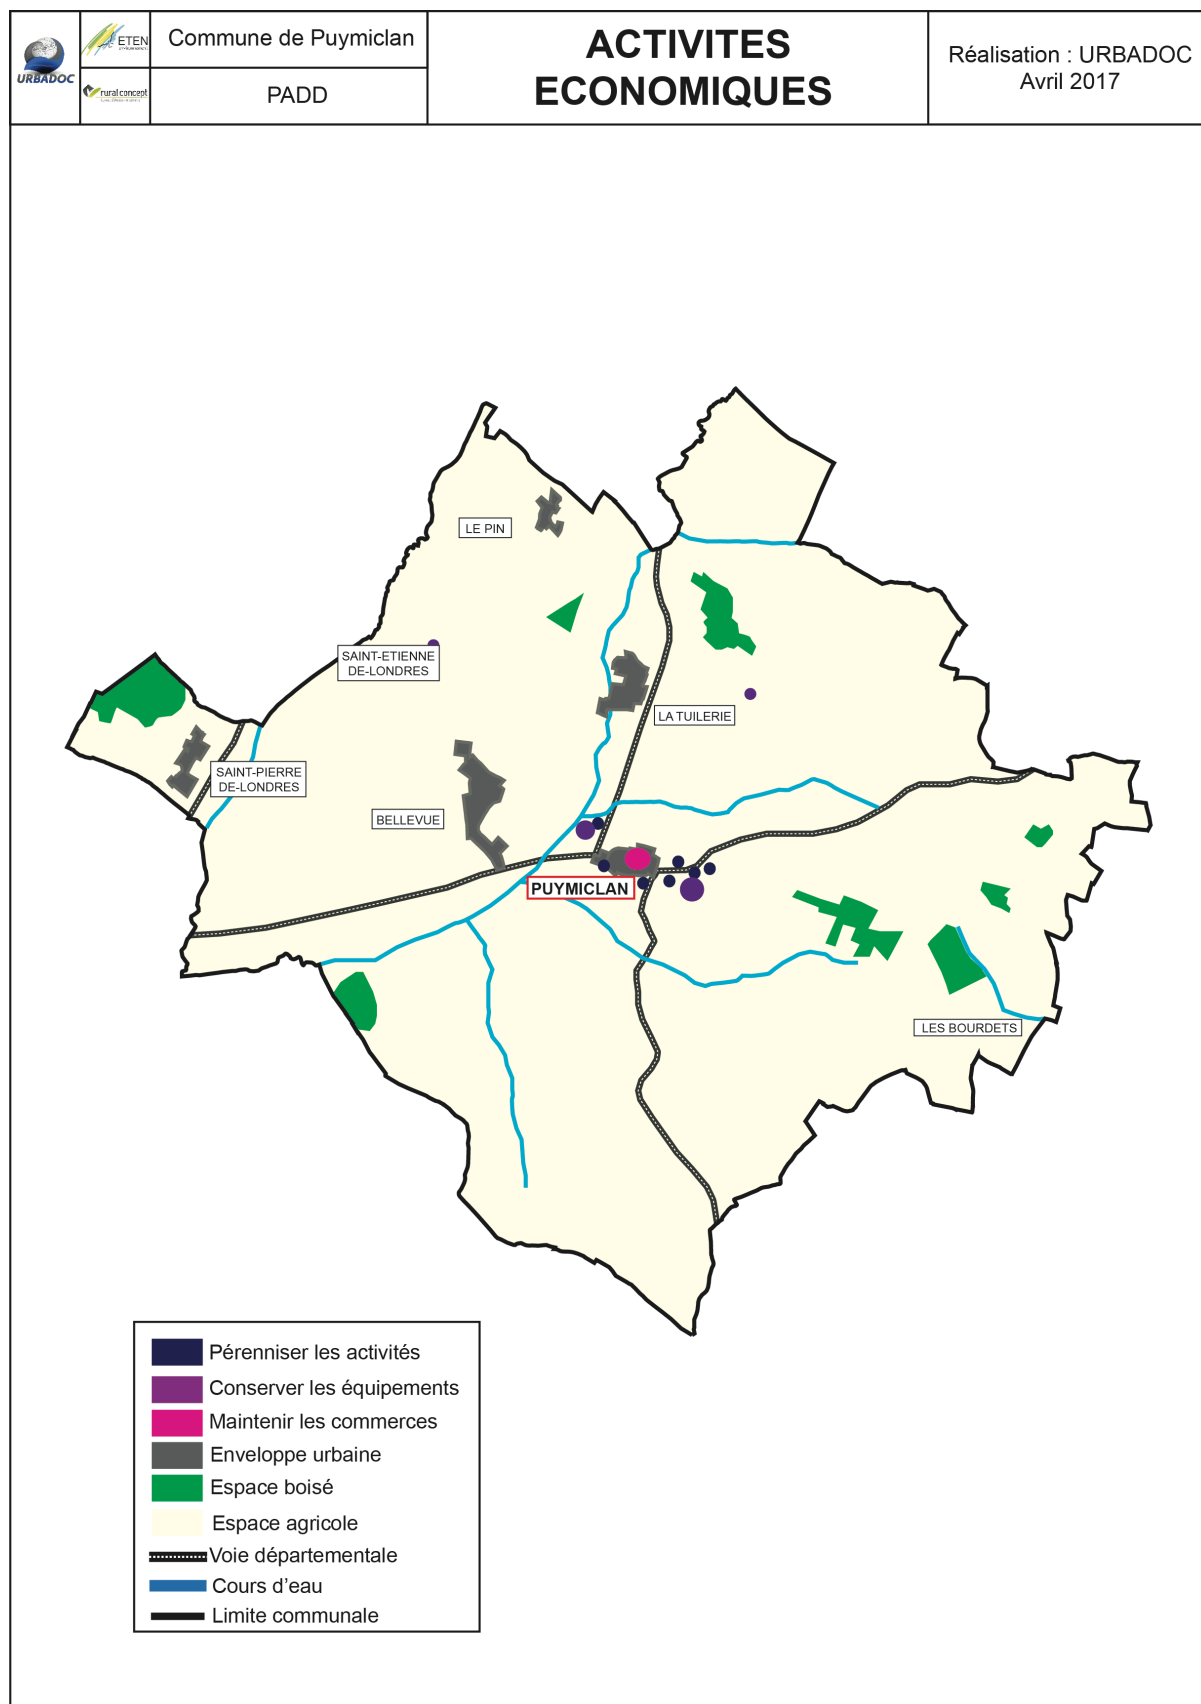 URBADOC
ETEN
rural concept
Commune de Puymiclan
PADD
ACTIVITES
ECONOMIQUES
Réalisation : URBADOC
Avril 2017
LE PIN
SAINT-ETIENNE
DE-LONDRES
LA TUILERIE
SAINT-PIERRE
DE-LONDRES
BELLEVUE
PUYMICLAN
LES BOURDETS
Pérenniser les activités
Conserver les équipements
Maintenir les commerces
Enveloppe urbaine
Espace boisé
Espace agricole
Voie départementale
Cours d'eau
Limite communale